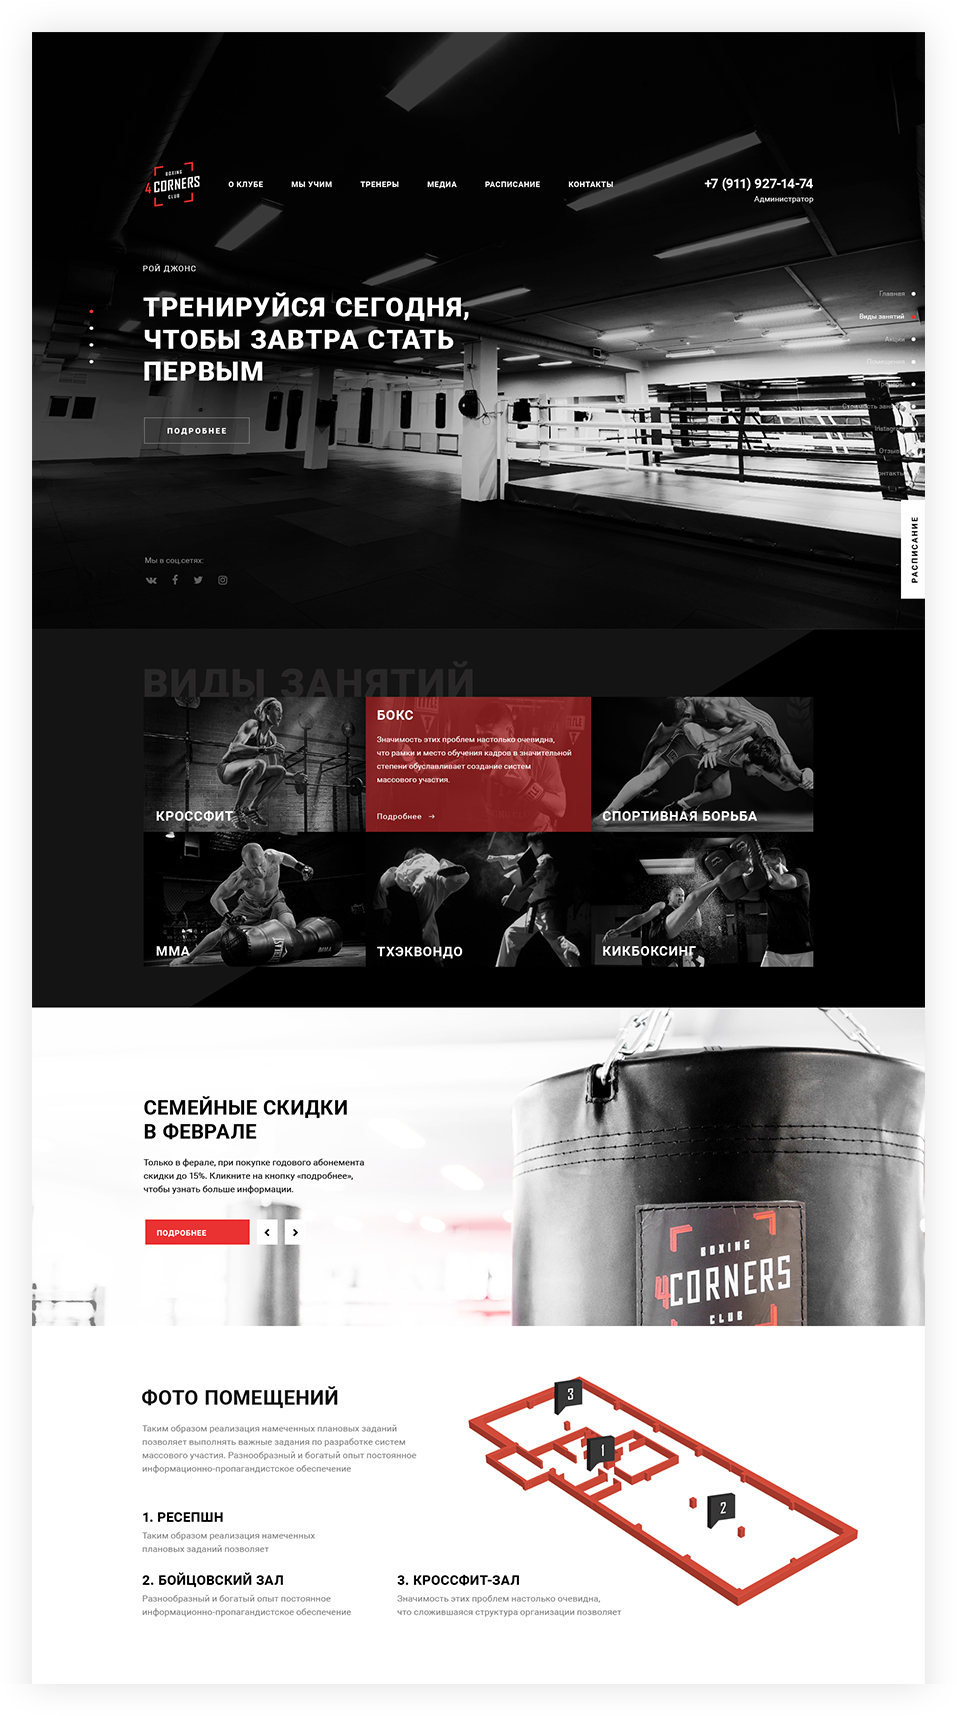 BOXING
4CORNERS
CLUB
О КЛУБЕ
МЫ УЧИМ
ТРЕНЕРЫ
МЕДИА
РАСПИСАНИЕ
КОНТАКТЫ
+7 (911) 927-14-74
Администратор
РОЙ ДЖОНС
ТРЕНИРУЙСЯ СЕГОДНЯ,
ЧТОБЫ ЗАВТРА СТАТЬ
ПЕРВЫМ
ПОДРОБНЕЕ
Главная
Виды занятий
Акции
Помещения
Instagram
РАСПИСАНИЕ
Мы в соц.сетях:
ВИДЫ ЗАНЯТИЙ
КРОССФИТ
БОКС
Значимость этих проблем настолько очевидна,
что рамки и место обучения кадров в значительной
степени обуславливает создание систем
массового участия.
Подробнее →
СПОРТИВНАЯ БОРЬБА
ММА
ТХЭКВОНДО
КИКБОКСИНГ
СЕМЕЙНЫЕ СКИДКИ
В ФЕВРАЛЕ
Только в ферале, при покупке годового абонемента
скидки до 15%. Кликните на кнопку «подробнее»,
чтобы узнать больше информации.
ПОДРОБНЕЕ
BOXING
4CORNERS
CLUB
ФОТО ПОМЕЩЕНИЙ
Таким образом реализация намеченных плановых заданий
позволяет выполнять важные задания по разработке систем
массового участия. Разнообразный и богатый опыт постоянное
информационно-пропагандистское обеспечение
3
1
2
1. РЕСЕПШН
Таким образом реализация намеченных
плановых заданий позволяет
2. БОЙЦОВСКИЙ ЗАЛ
Разнообразный и богатый опыт постоянное
информационно-пропагандистское обеспечение
3. КРОССФИТ-ЗАЛ
Значимость этих проблем настолько очевидна,
что сложившаяся структура организации позволяет